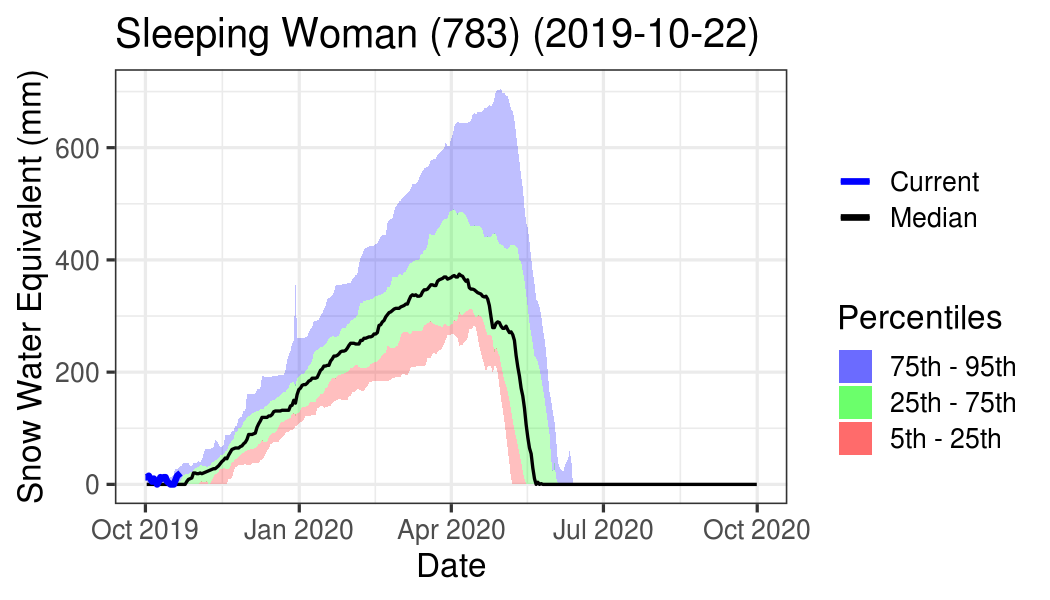 Sleeping Woman (783) (2019-10-22)
Snow Water Equivalent (mm)
600
400
200
0
Oct 2019
Jan 2020
Apr 2020
Jul 2020
Oct 2020
Date
Current
Median
Percentiles
75th - 95th
25th - 75th
5th - 25th